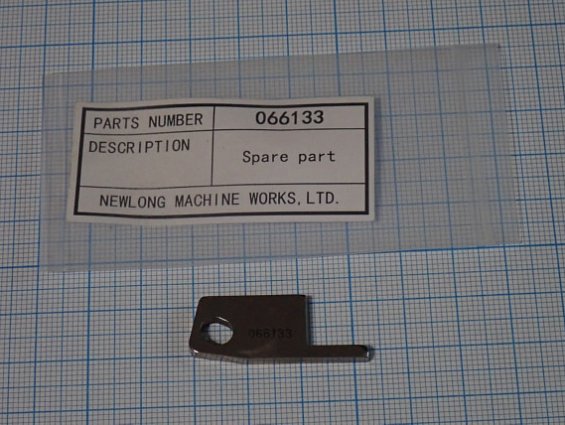 PARTS NUMBER 066133
DESCRIPTION Spare part
NEWLONG MACHINE WORKS, LTD.
066133